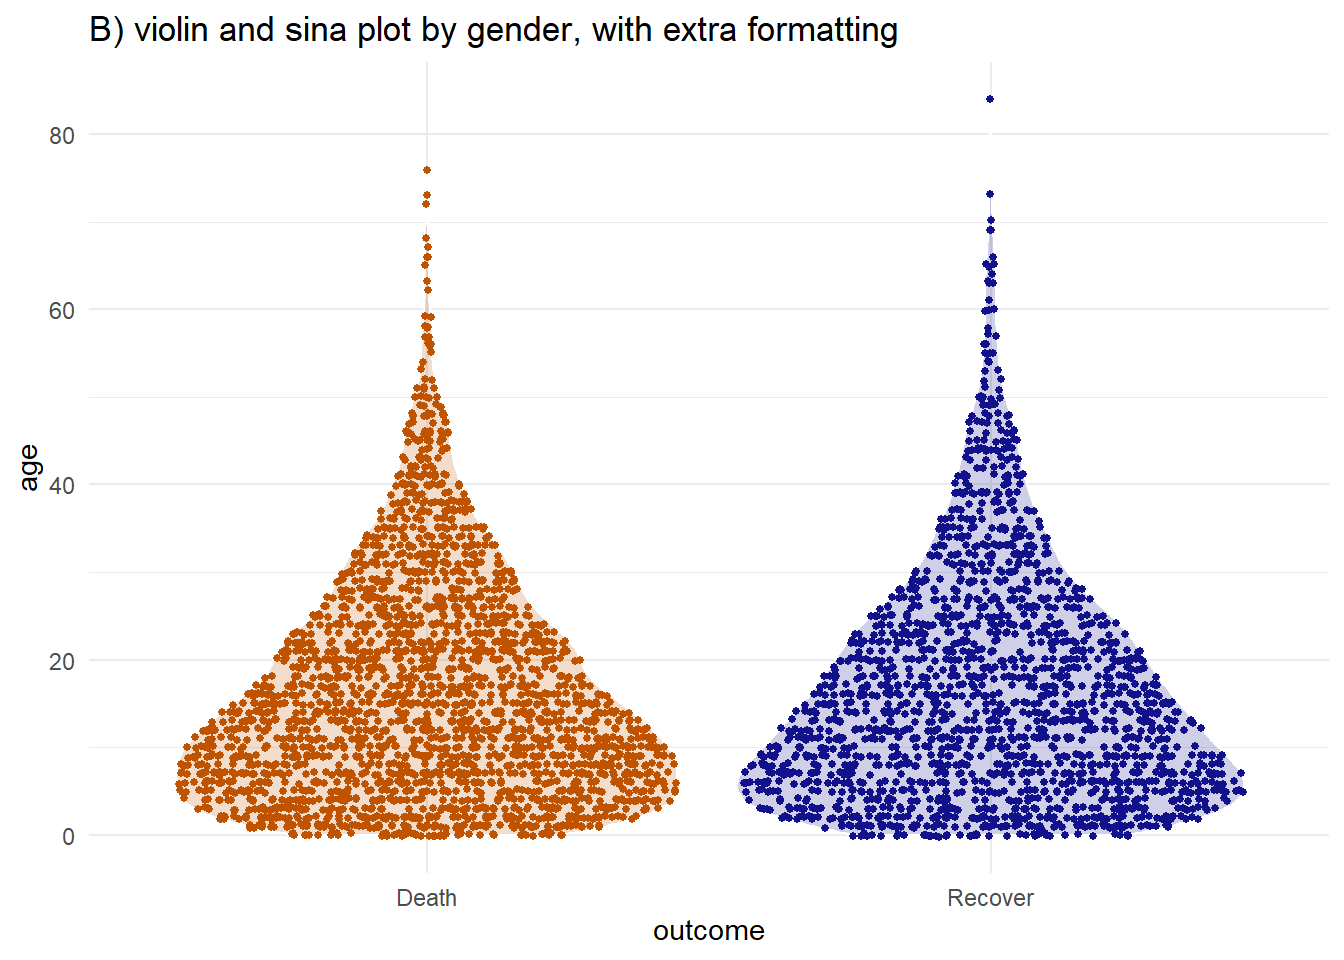 B) violin and sina plot by gender, with extra formatting
80
60
40
20
0
age
Death
Recover
outcome